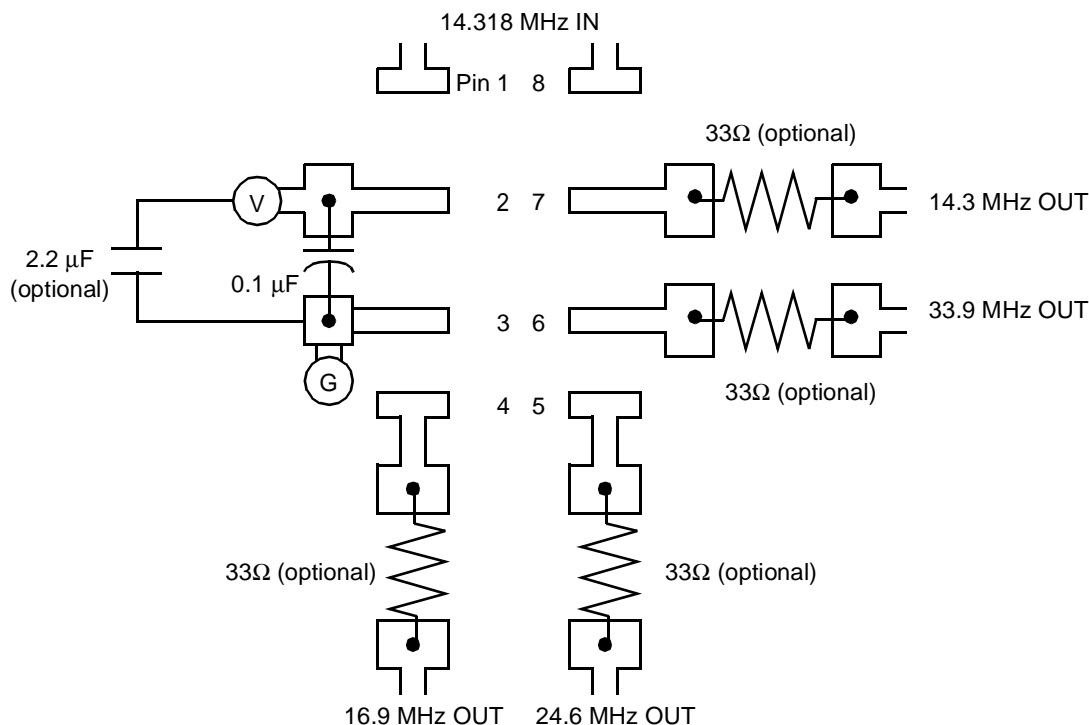 14.318 MHz IN
Pin 1 8
33Ω (optional)
V
2 7
14.3 MHz OUT
2.2 μF
(optional)
0.1 μF
3 6
33.9 MHz OUT
G
33Ω (optional)
4 5
33Ω (optional)
33Ω (optional)
16.9 MHz OUT
24.6 MHz OUT